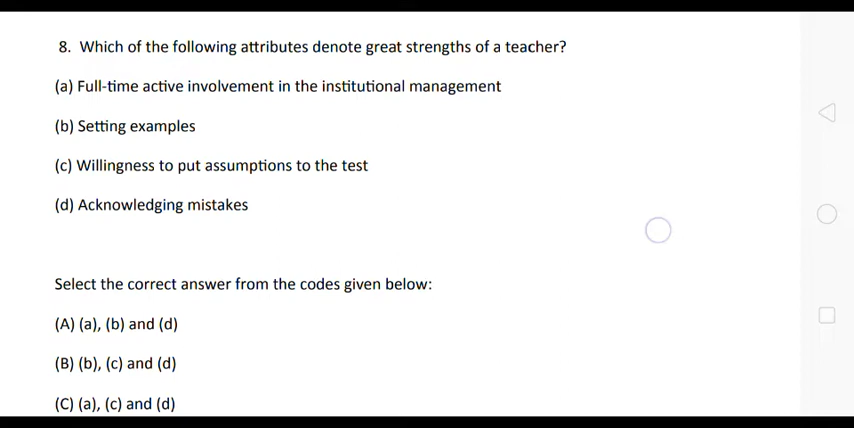 8. Which of the following attributes denote great strengths of a teacher?
(a) Full-time active involvement in the institutional management
(b) Setting examples
(c) Willingness to put assumptions to the test
(d) Acknowledging mistakes
Select the correct answer from the codes given below:
(A) (a), (b) and (d)
(B) (b), (c) and (d)
(C) (a), (c) and (d)